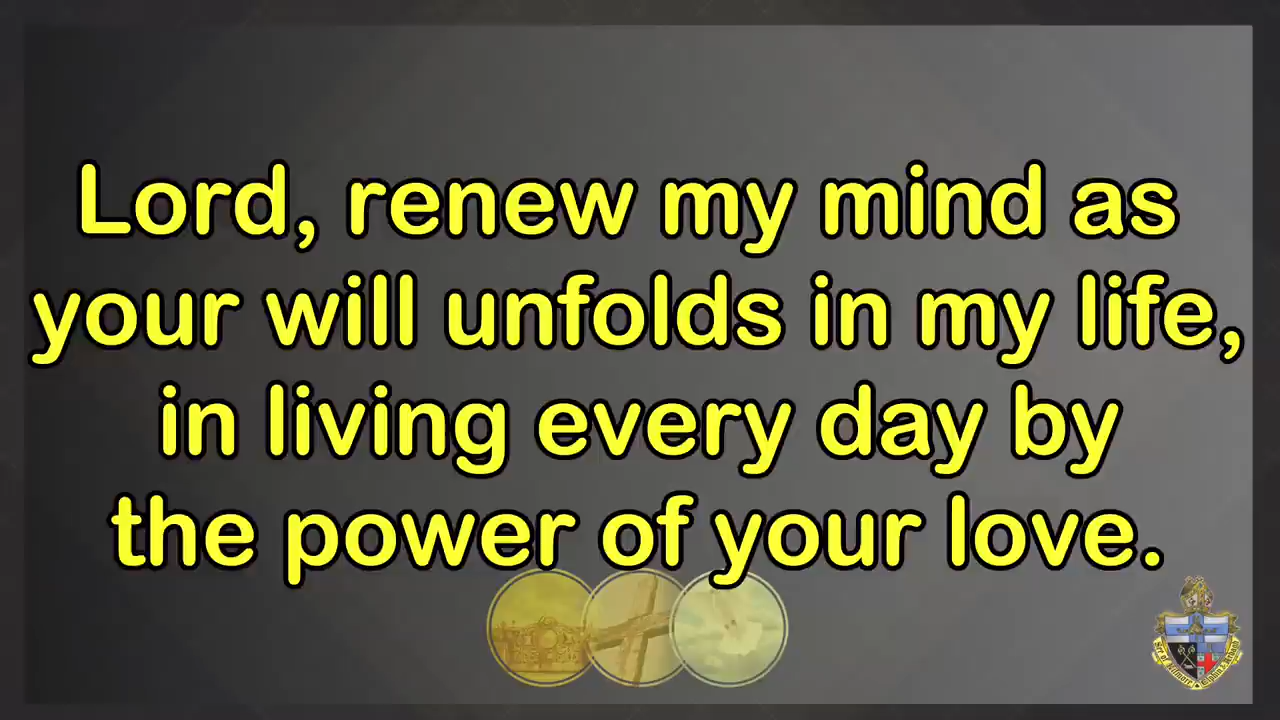 Lord, renew my mind as
your will unfolds in my life,
in living every day by
the power of your love.